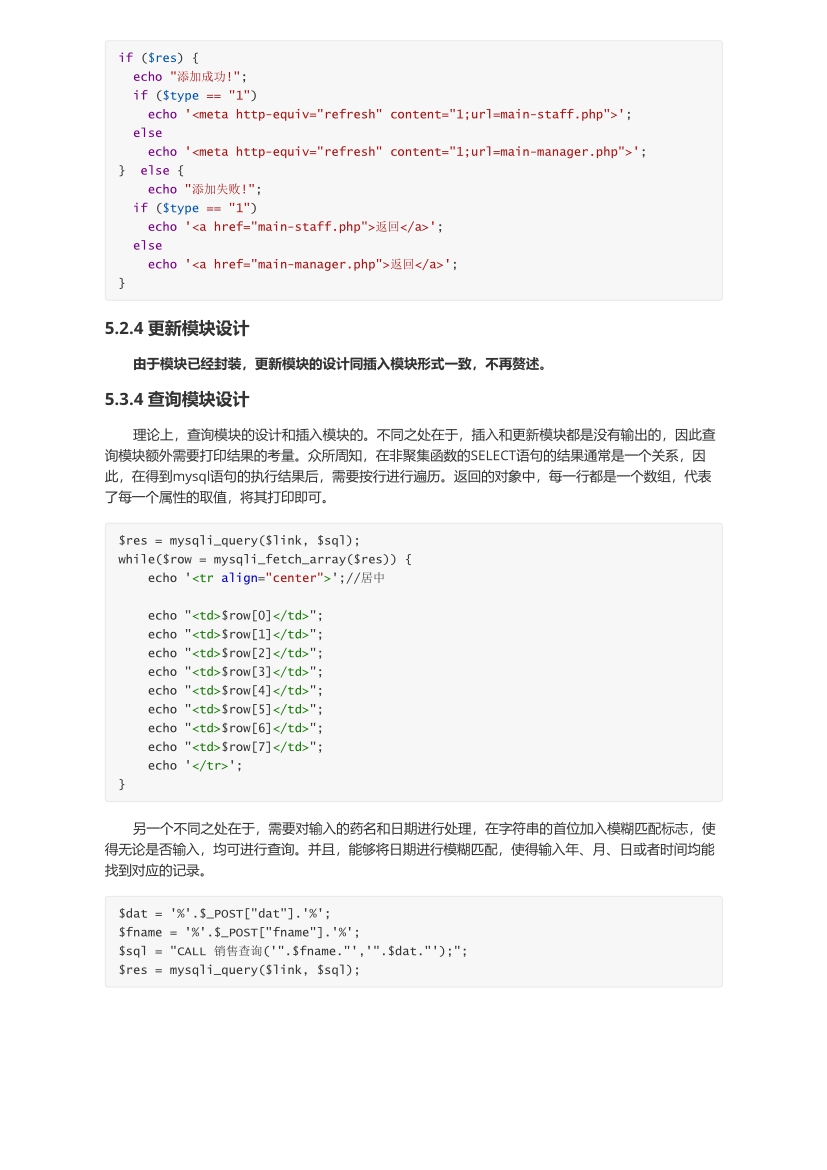 if ($res) {
  echo "添加成功!";
  if ($type == "1")
    echo '<meta http-equiv="refresh" content="1;url=main-staff.php">';
  else
    echo '<meta http-equiv="refresh" content="1;url=main-manager.php">';
}  else {
    echo "添加失败!";
  if ($type == "1")
    echo '<a href="main-staff.php">返回</a>';
  else
    echo '<a href="main-manager.php">返回</a>';
}
5.2.4 更新模块设计
由于模块已经封装，更新模块的设计同插入模块形式一致，不再赘述。
5.3.4 查询模块设计
理论上，查询模块的设计和插入模块的。不同之处在于，插入和更新模块都是没有输出的，因此查
询模块额外需要打印结果的考量。众所周知，在非聚集函数的SELECT语句的结果通常是一个关系，因
此，在得到mysql语句的执行结果后，需要按行进行遍历。返回的对象中，每一行都是一个数组，代表
了每一个属性的取值，将其打印即可。
$res = mysqli_query($link, $sql);
while($row = mysqli_fetch_array($res)) {
    echo '<tr align="center">';//居中
    echo "<td>$row[0]</td>";
    echo "<td>$row[1]</td>";
    echo "<td>$row[2]</td>";
    echo "<td>$row[3]</td>";
    echo "<td>$row[4]</td>";
    echo "<td>$row[5]</td>";
    echo "<td>$row[6]</td>";
    echo "<td>$row[7]</td>";
    echo '</tr>';
}
另一个不同之处在于，需要对输入的药名和日期进行处理，在字符串的首位加入模糊匹配标志，使
得无论是否输入，均可进行查询。并且，能够将日期进行模糊匹配，使得输入年、月、日或者时间均能
找到对应的记录。
$dat = '%'.$_POST["dat"].'%';
$fname = '%'.$_POST["fname"].'%';
$sql = "CALL 销售查询('".$fname."','".$dat."');";
$res = mysqli_query($link, $sql);